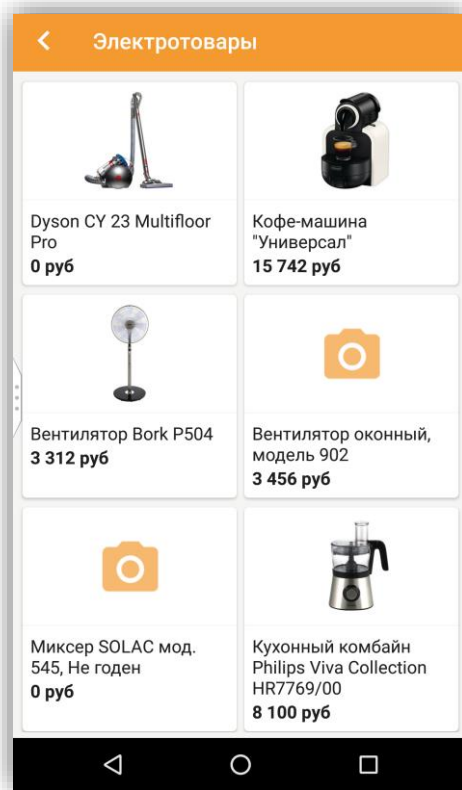 Электротовары
Dyson CY 23 Multifloor
Pro
0 руб
Кофе-машина
"Универсал"
15 742 руб
Вентилятор Bork P504
3 312 руб
Вентилятор оконный,
модель 902
3 456 руб
Миксер SOLAC мод.
545, Не годен
0 руб
Кухонный комбайн
Philips Viva Collection
HR7769/00
8 100 руб